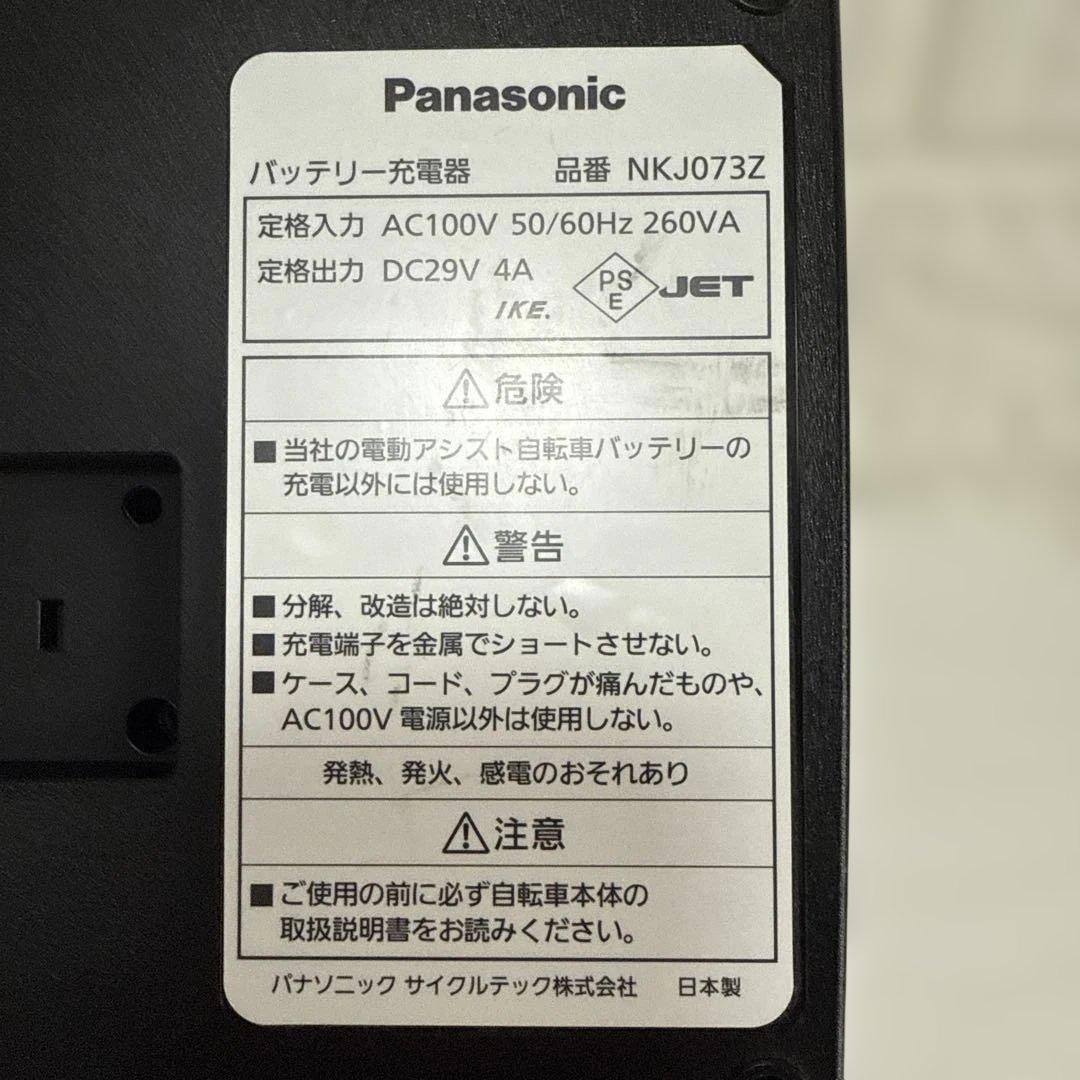 Panasonic
バッテリー充電器 品番 NKJ073Z
定格入力 AC100V 50/60Hz 260VA
定格出力 DC29V 4A
PS
E
JET
IKE.
危険
■当社の電動アシスト自転車バッテリーの
充電以外には使用しない。
警告
■分解、改造は絶対しない。
■充電端子を金属でショートさせない。
■ケース、コード、プラグが痛んだものや、
AC100V 電源以外は使用しない。
発熱、発火、感電のおそれあり
注意
■ご使用の前に必ず自転車本体の
取扱説明書をお読みください。
パナソニック サイクルテック株式会社 日本製